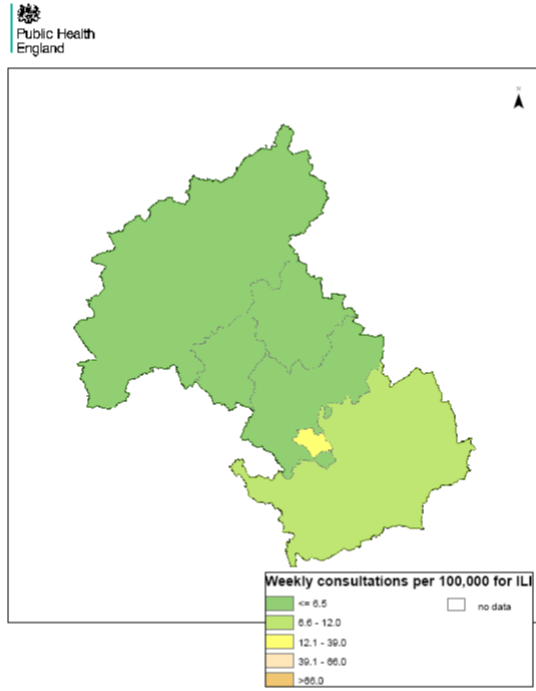 Public Health
England
N
Weekly consultations per 100,000 for ILI
<= 6.5
no data
6.6 - 12.0
12.1 - 39.0
39.1 - 66.0
>66.0